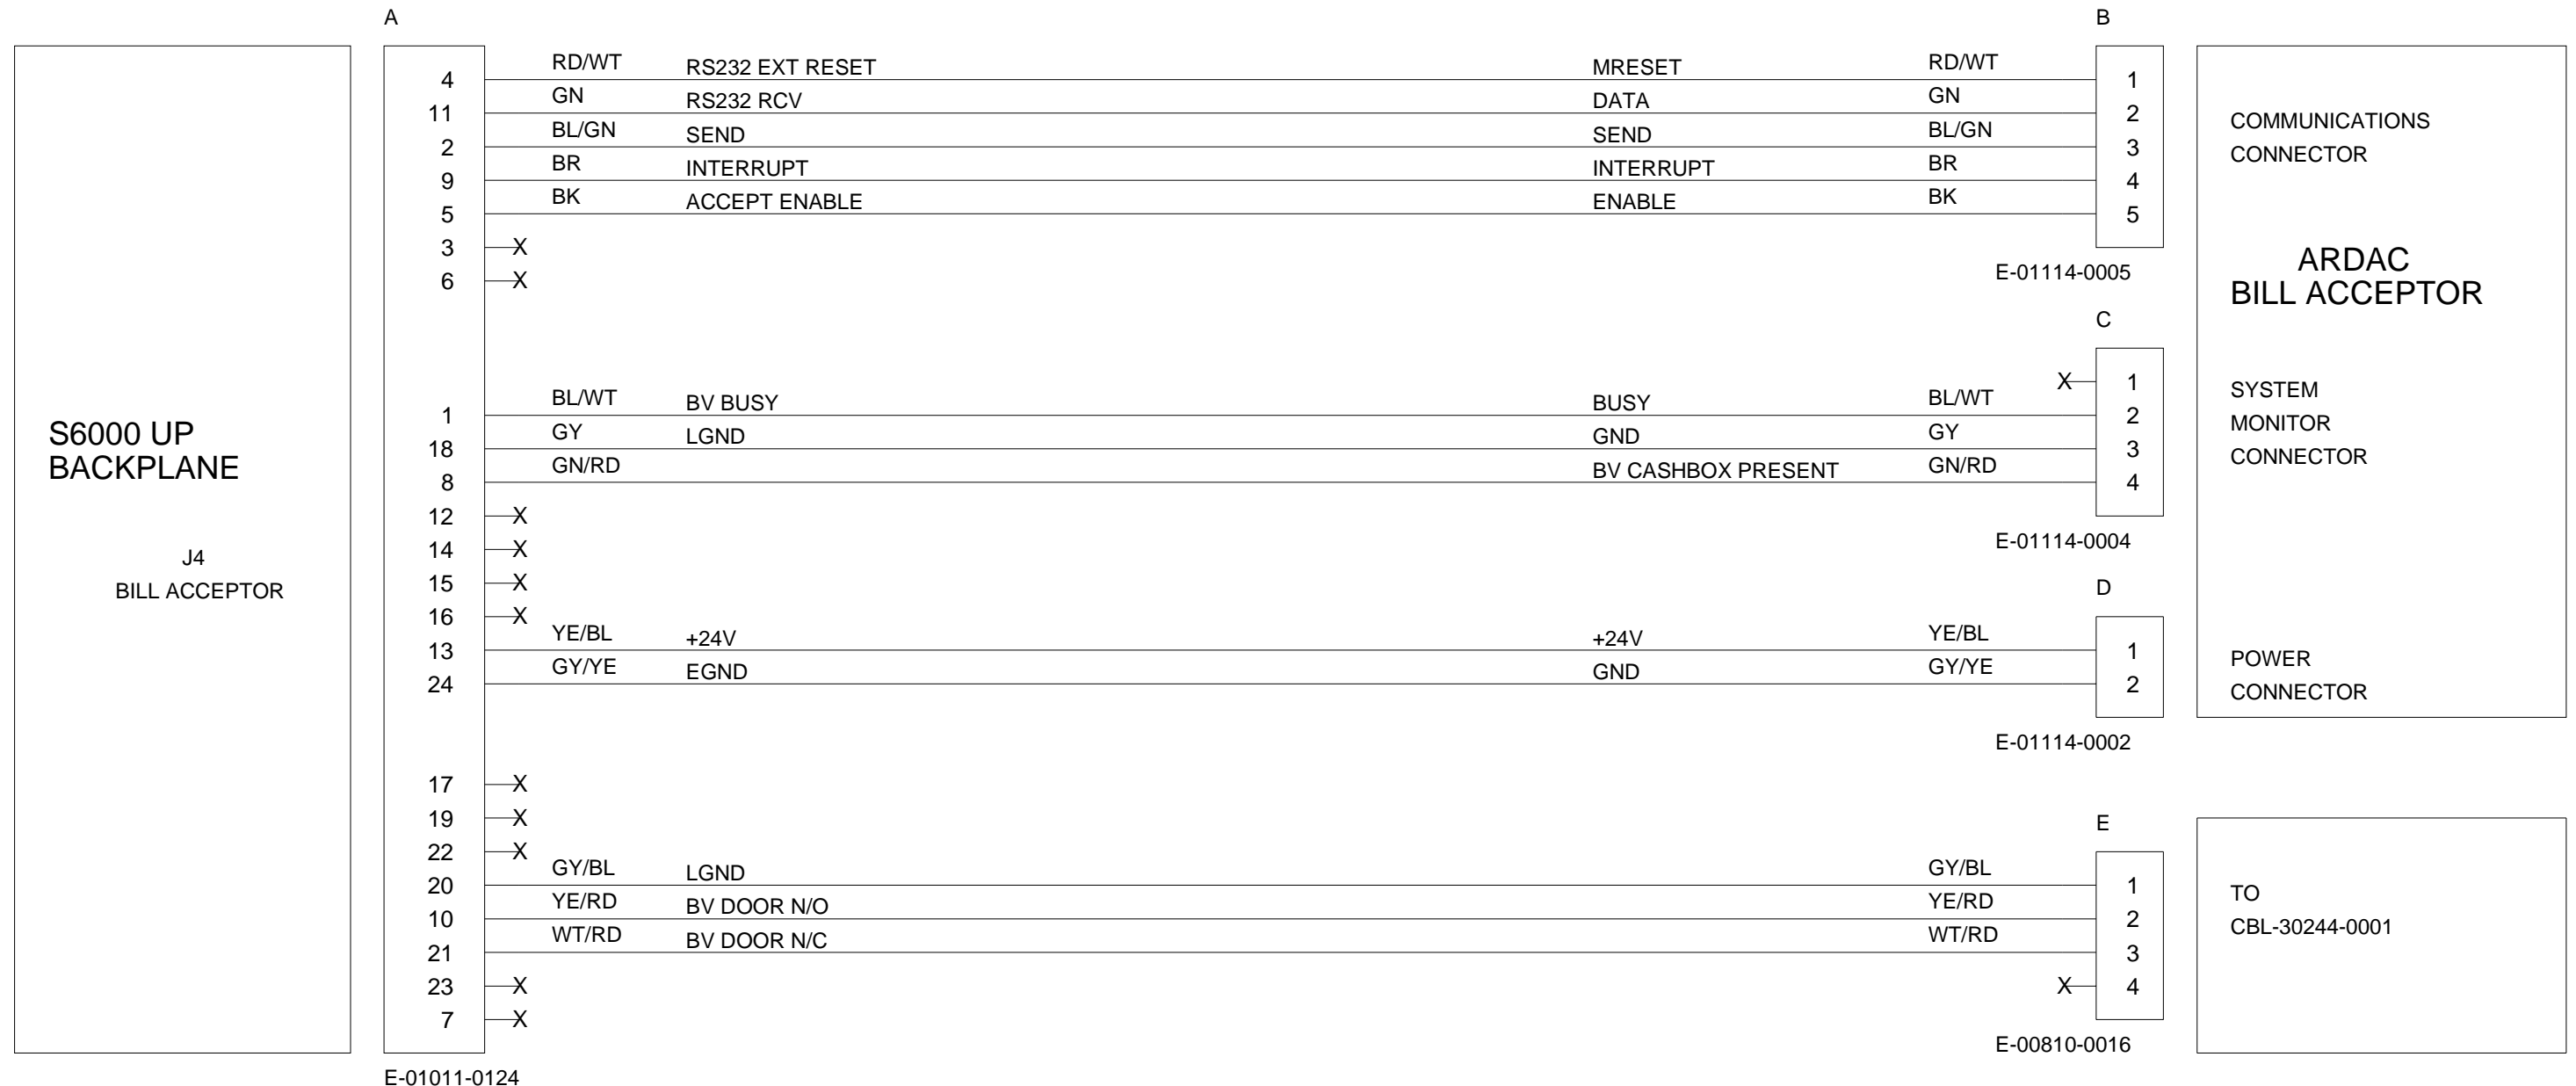 A
B
RD/WT RS232 EXT RESET MRESET RD/WT
4 1
GN RS232 RCV DATA GN
11 2
BL/GN SEND SEND BL/GN
2 3
BR INTERRUPT INTERRUPT BR
9 4
BK ACCEPT ENABLE ENABLE BK
5 5
3 X
6 X
E-01114-0005
COMMUNICATIONS
CONNECTOR
ARDAC
BILL ACCEPTOR
C
X 1
BL/WT BV BUSY BUSY BL/WT
1 2
GY LGND GND GY
18 3
GN/RD BV CASHBOX PRESENT GN/RD
8 4
12 X
14 X
15 X
16 X
E-01114-0004
SYSTEM
MONITOR
CONNECTOR
S6000 UP
BACKPLANE
J4
BILL ACCEPTOR
D
YE/BL +24V +24V YE/BL
13 1
GY/YE EGND GND GY/YE
24 2
E-01114-0002
POWER
CONNECTOR
17 X
19 X
22 X
E
GY/BL LGND GY/BL
20 1
YE/RD BV DOOR N/O YE/RD
10 2
WT/RD BV DOOR N/C WT/RD
21 3
23 X X 4
7 X
E-00810-0016
TO
CBL-30244-0001
E-01011-0124